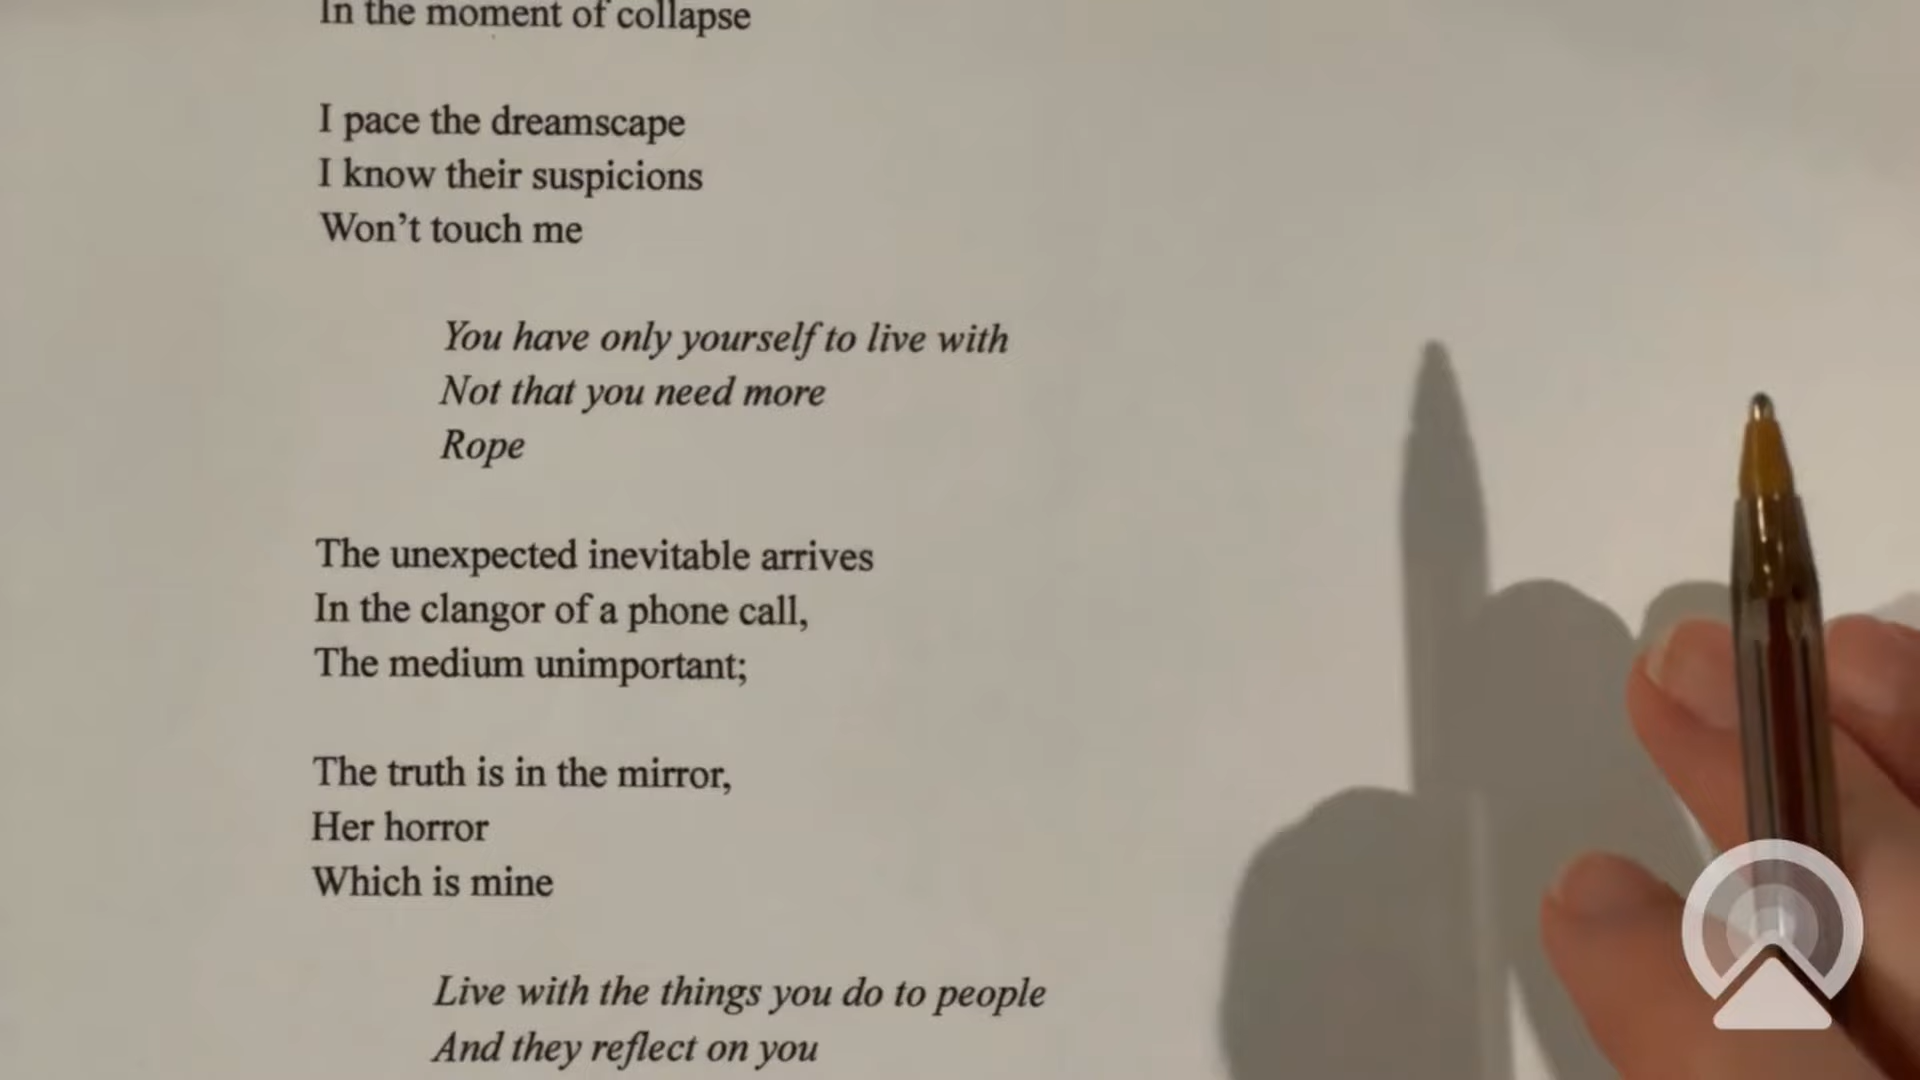 In the moment of collapse
I pace the dreamscape
I know their suspicions
Won’t touch me
You have only yourself to live with
Not that you need more
Rope
The unexpected inevitable arrives
In the clangor of a phone call,
The medium unimportant;
The truth is in the mirror,
Her horror
Which is mine
Live with the things you do to people
And they reflect on you